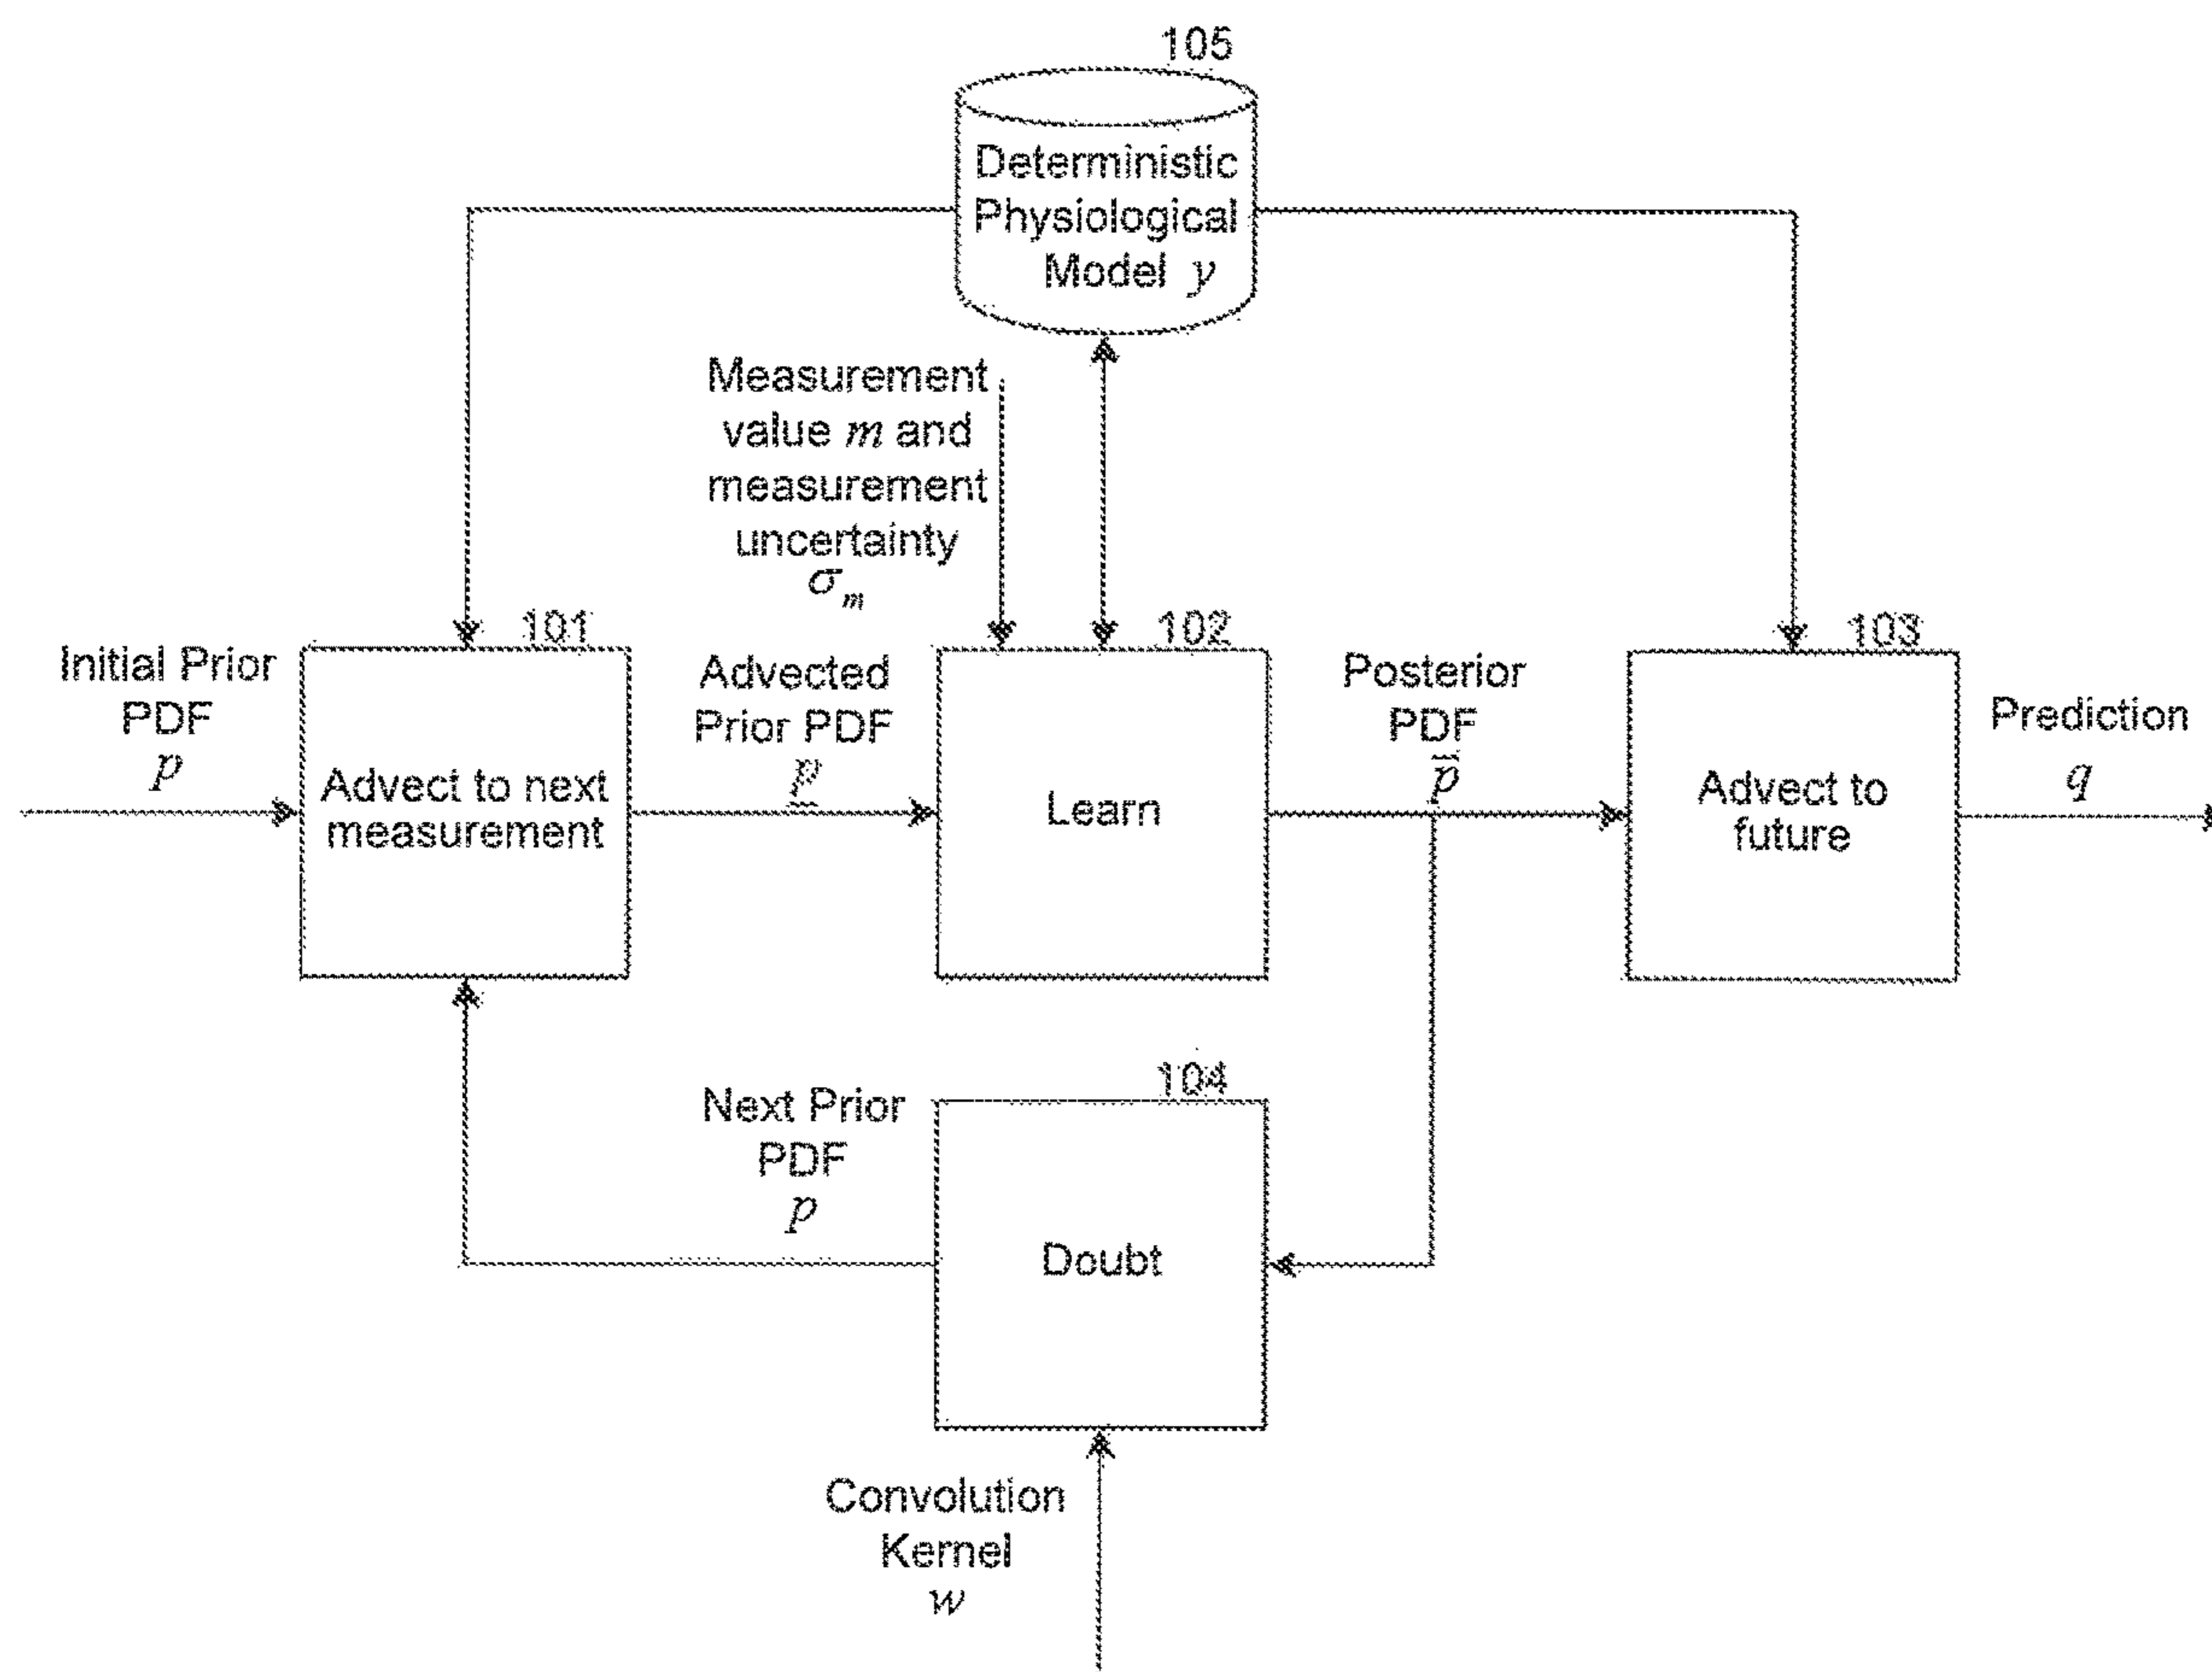 105
Deterministic
Physiological
Model y
Measurement
value m and
measurement
uncertainty
σm
101
102
103
Initial Prior
PDF
p
Advect to next
measurement
Advected
Prior PDF
p
Learn
Posterior
PDF
p̄
Advect to
future
Prediction
q
104
Next Prior
PDF
p
Doubt
Convolution
Kernel
w